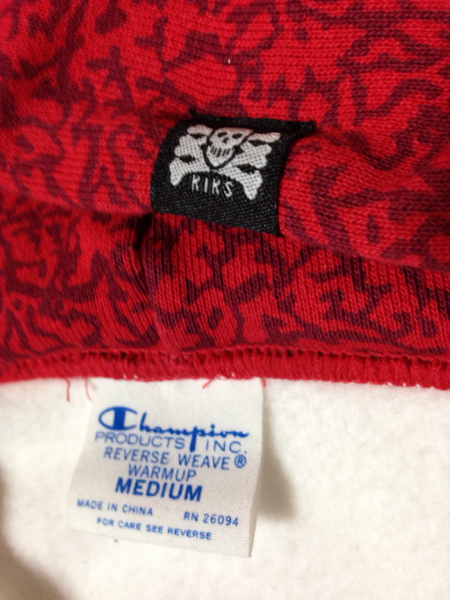 KIKS
Champion
PRODUCTS INC.
REVERSE WEAVE®
WARMUP
MEDIUM
MADE IN CHINA RN 26094
FOR CARE SEE REVERSE